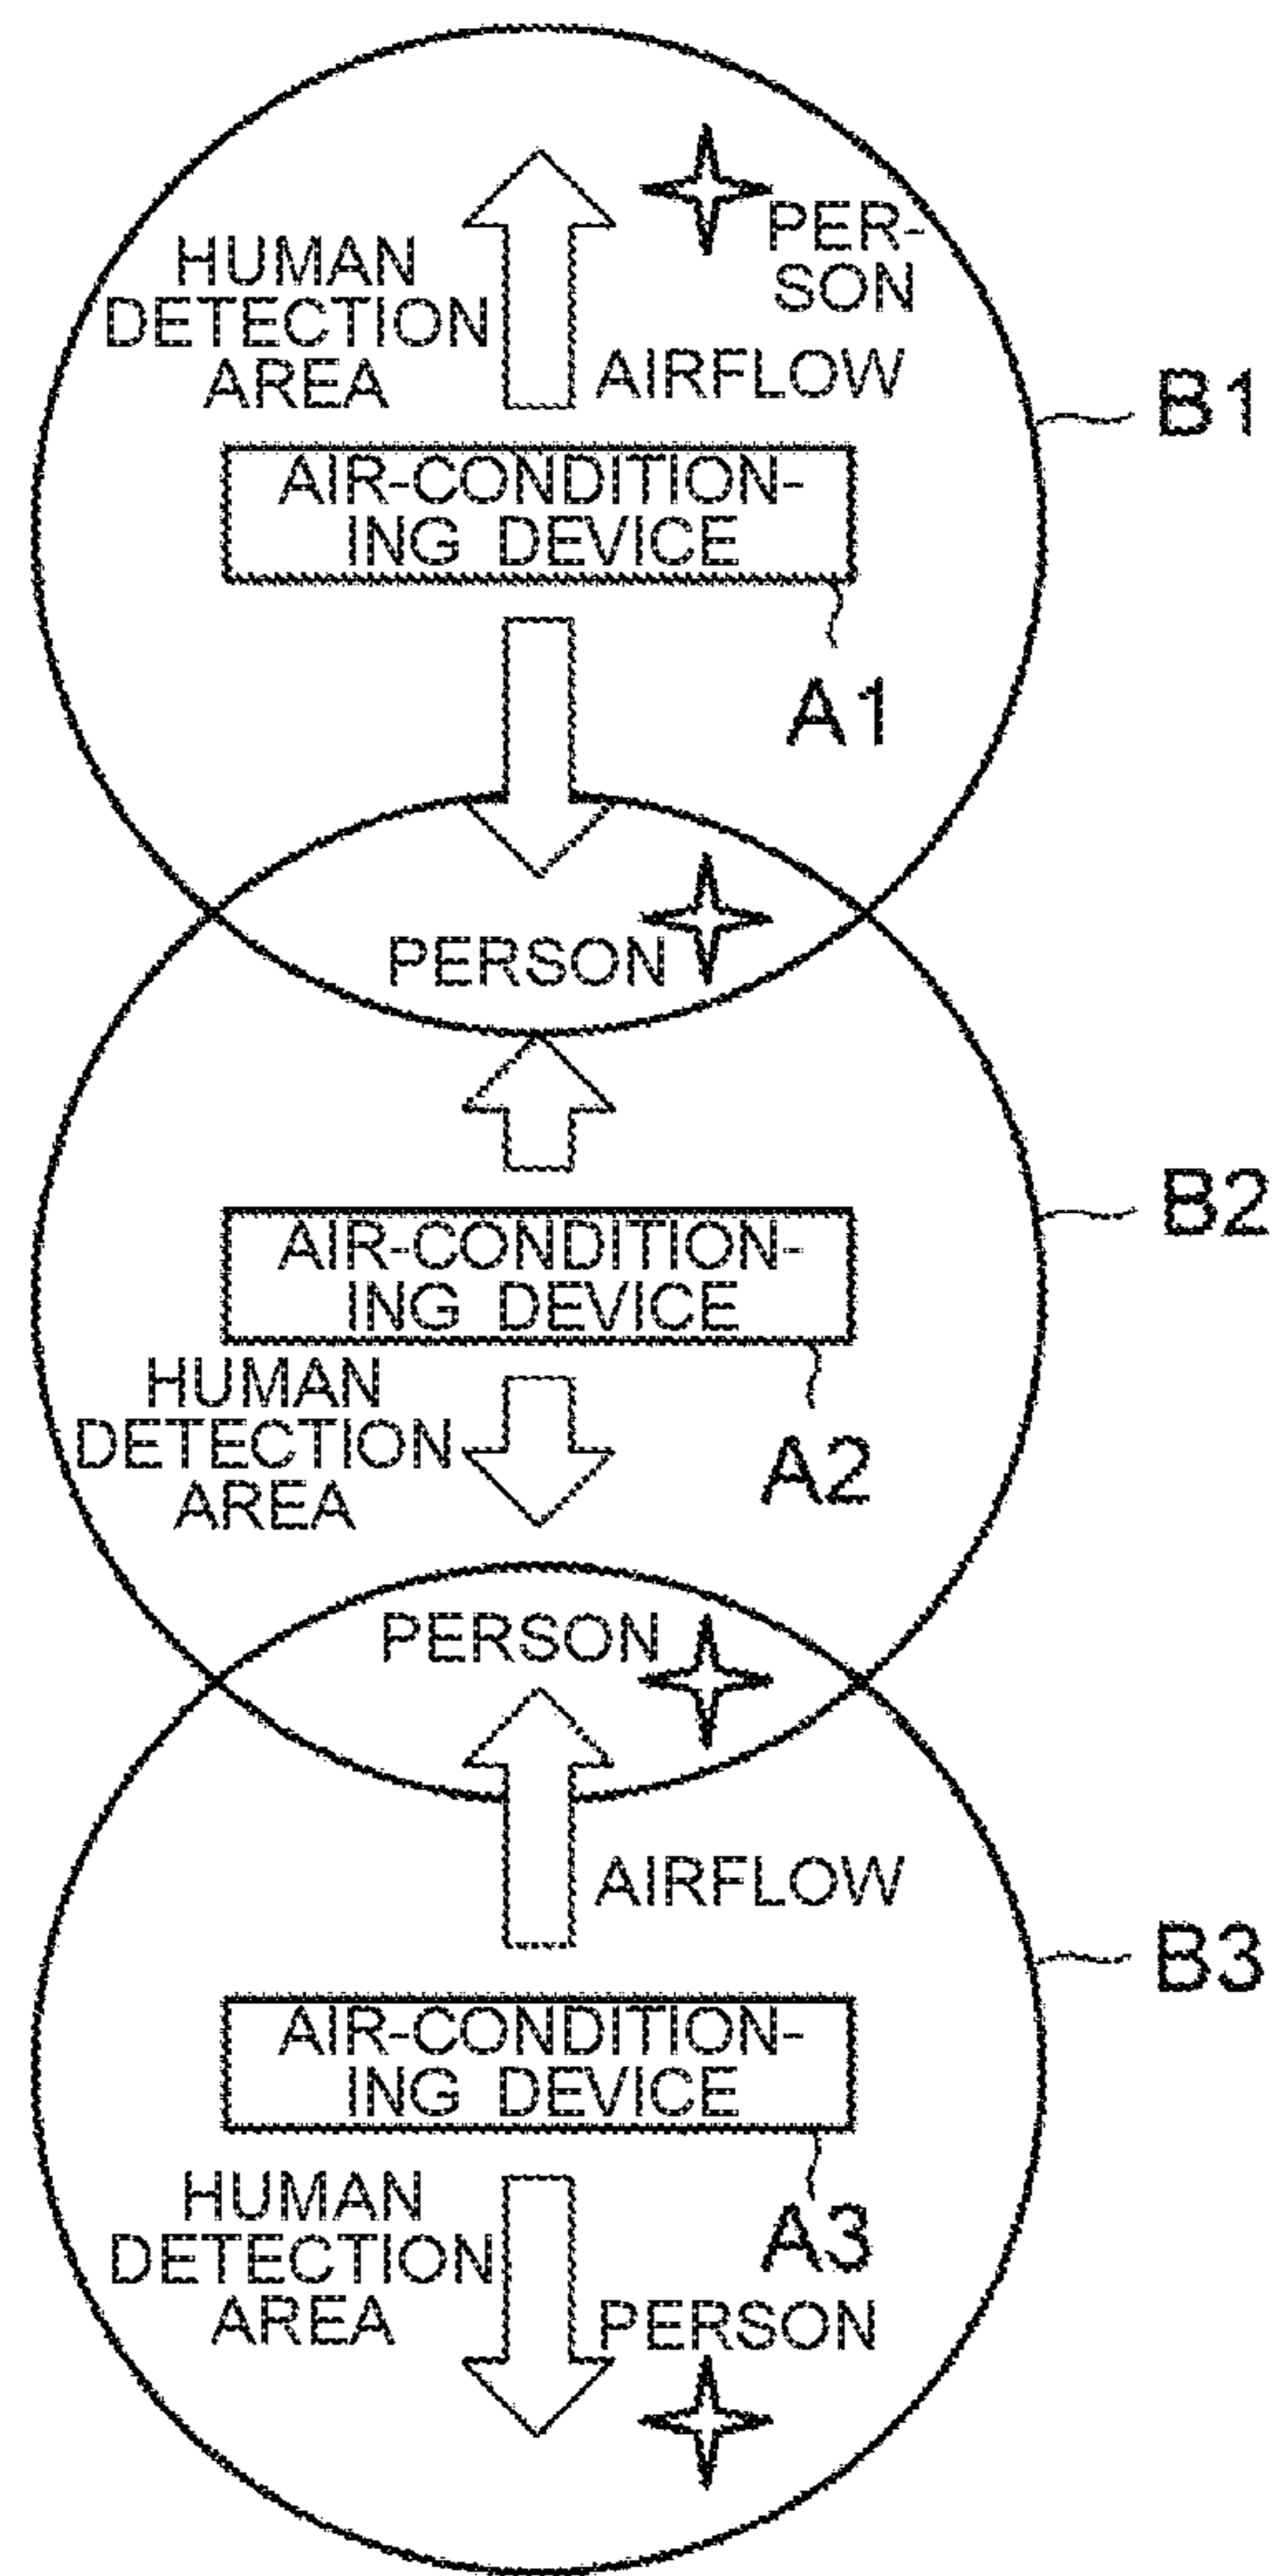 PER-
SON
HUMAN
DETECTION
AREA
AIRFLOW
B1
AIR-CONDITION-
ING DEVICE
A1
PERSON
B2
AIR-CONDITION-
ING DEVICE
HUMAN
DETECTION
AREA
A2
PERSON
AIRFLOW
B3
AIR-CONDITION-
ING DEVICE
HUMAN
DETECTION
AREA
A3
PERSON